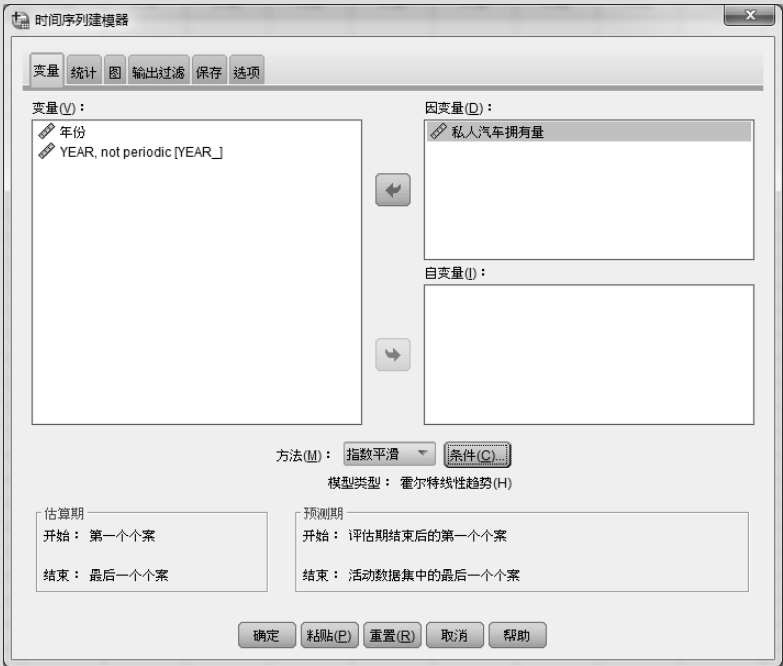 时间序列建模器
变量 统计 图 输出过滤 保存 选项
变量(V)：
年份
YEAR, not periodic [YEAR_]
因变量(D)：
私人汽车拥有量
自变量(I)：
方法(M)： 指数平滑 条件(C)...
模型类型： 霍尔特线性趋势(H)
估算期
开始： 第一个个案
结束： 最后一个个案
预测期
开始： 评估期结束后的第一个个案
结束： 活动数据集中的最后一个个案
确定 粘贴(P) 重置(R) 取消 帮助